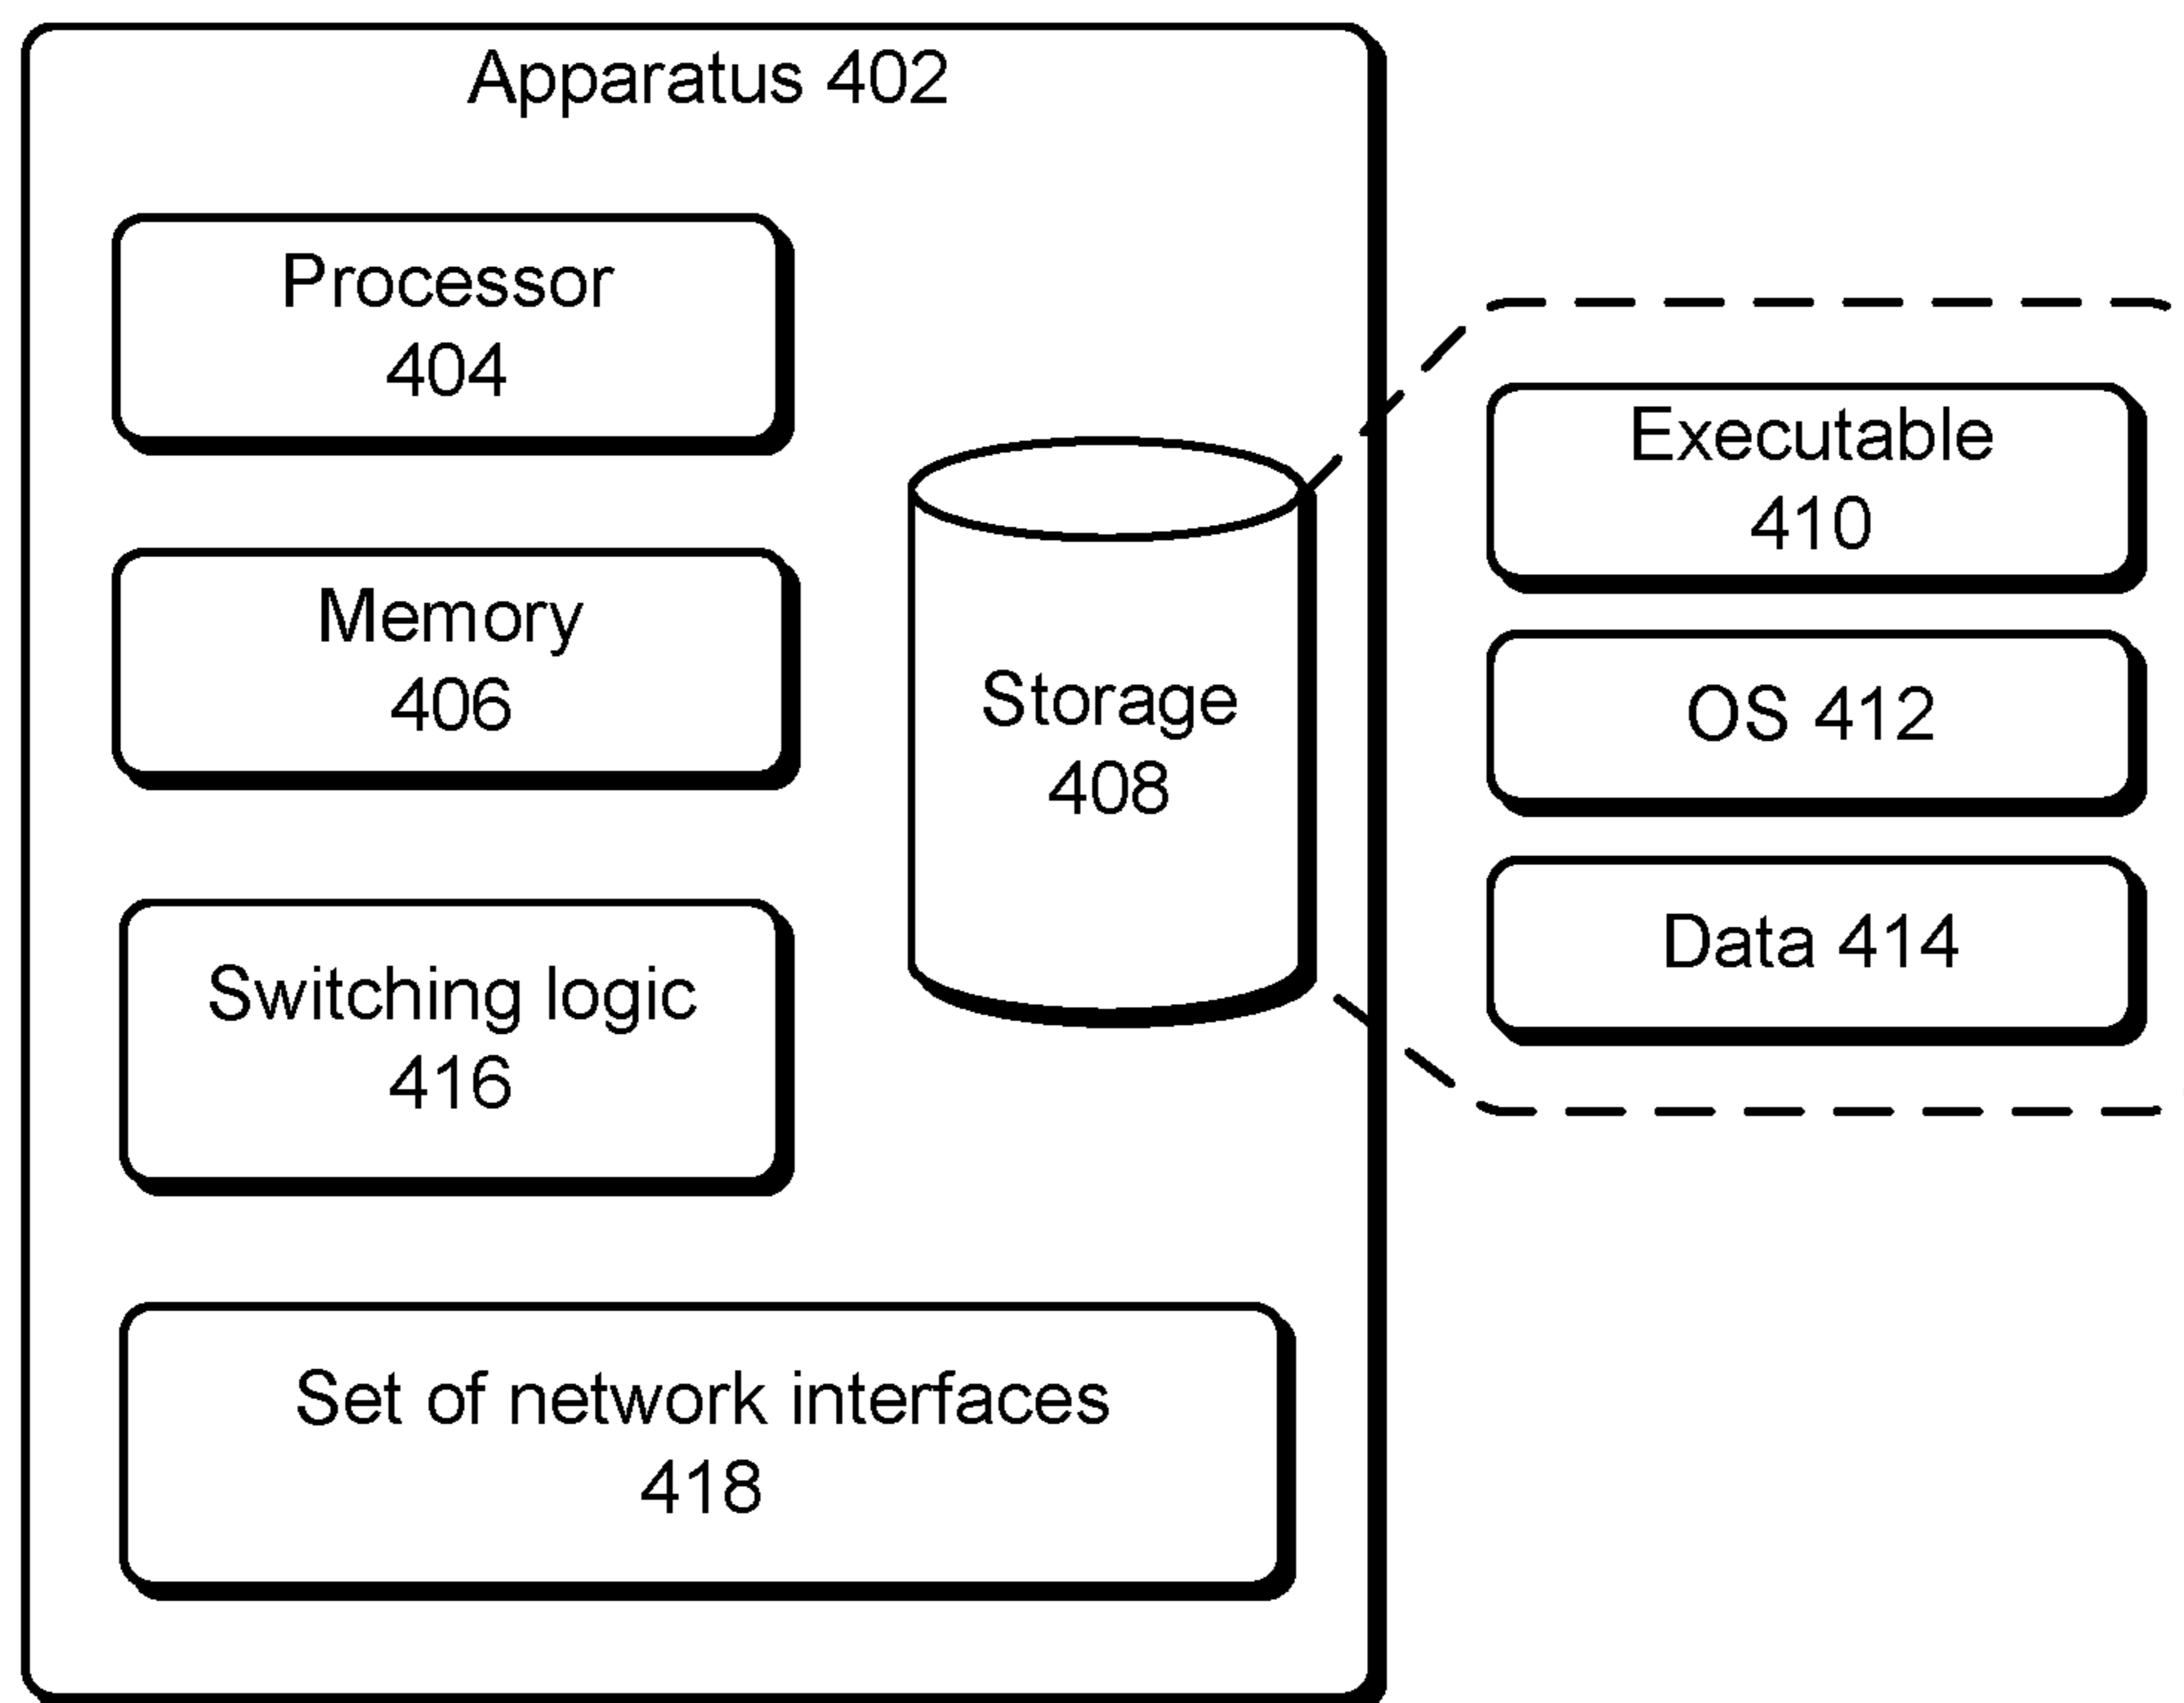 Apparatus 402
Processor
404
Memory
406
Storage
408
Switching logic
416
Set of network interfaces
418
Executable
410
OS 412
Data 414